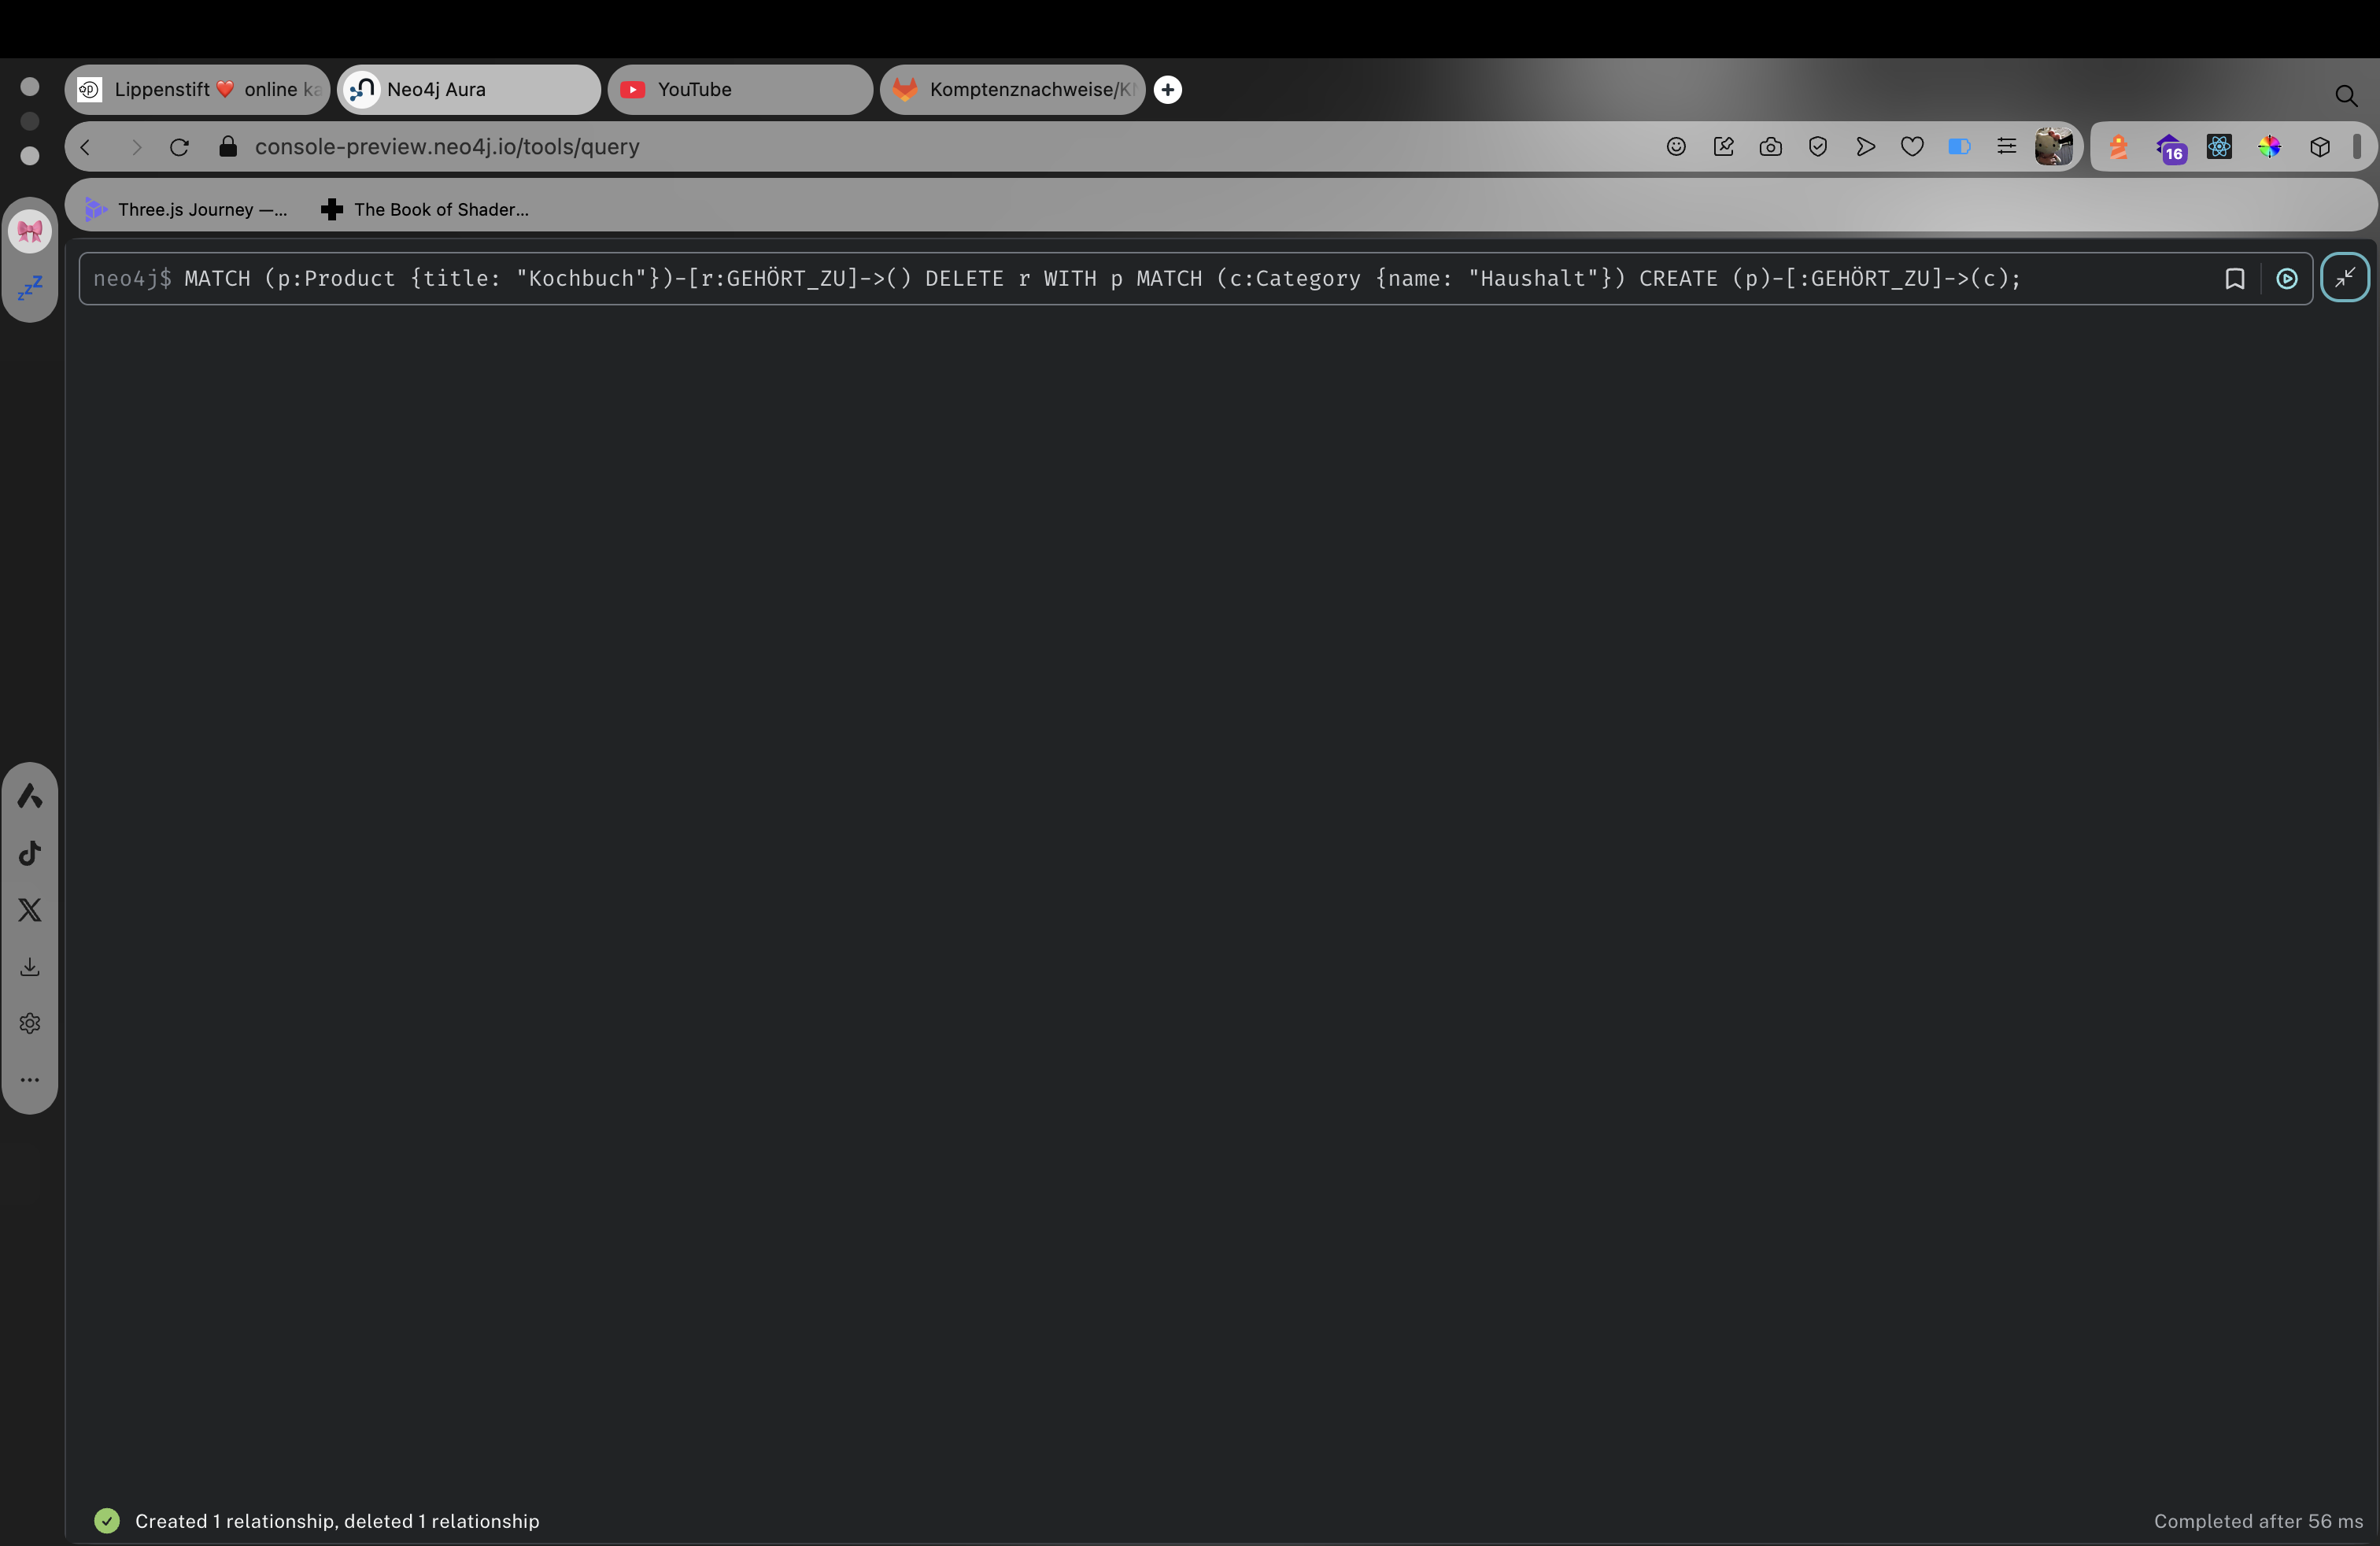 Lippenstift ❤️ online ka
Neo4j Aura
YouTube
Komptenznachweise/K
console-preview.neo4j.io/tools/query
16
Three.js Journey —...
The Book of Shader...
neo4j$ MATCH (p:Product {title: "Kochbuch"})-[r:GEHÖRT_ZU]->() DELETE r WITH p MATCH (c:Category {name: "Haushalt"}) CREATE (p)-[:GEHÖRT_ZU]->(c);
zzZ
Created 1 relationship, deleted 1 relationship
Completed after 56 ms